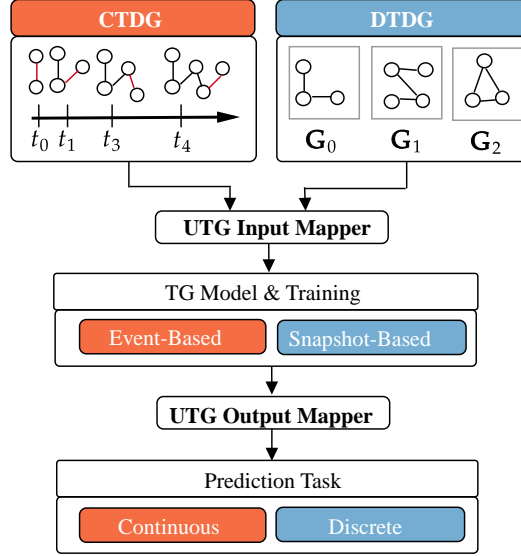 CTDG DTDG
t0 t1 t3 t4
G0 G1 G2
UTG Input Mapper
TG Model & Training
Event-Based Snapshot-Based
UTG Output Mapper
Prediction Task
Continuous Discrete